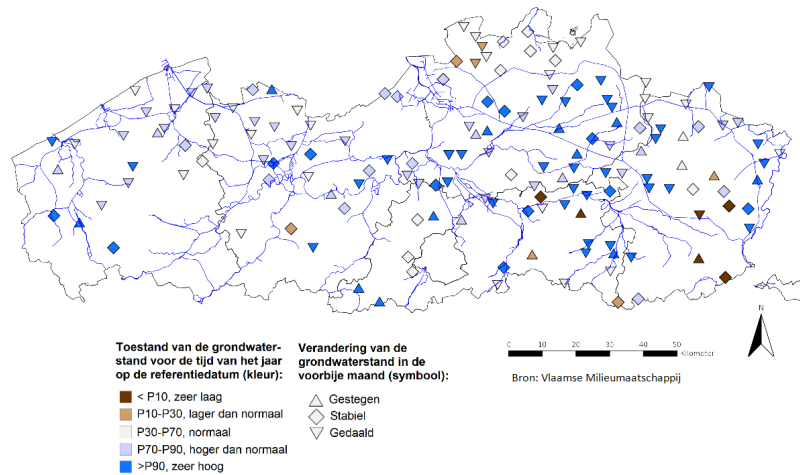 N
Toestand van de grondwater-
stand voor de tijd van het jaar
op de referentiedatum (kleur):
< P10, zeer laag
P10-P30, lager dan normaal
P30-P70, normaal
P70-P90, hoger dan normaal
>P90, zeer hoog
Verandering van de
grondwaterstand in de
voorbije maand (symbool):
Gestegen
Stabiel
Gedaald
0 10 20 30 40 50
Kilometer
Bron: Vlaamse Milieumaatschappij